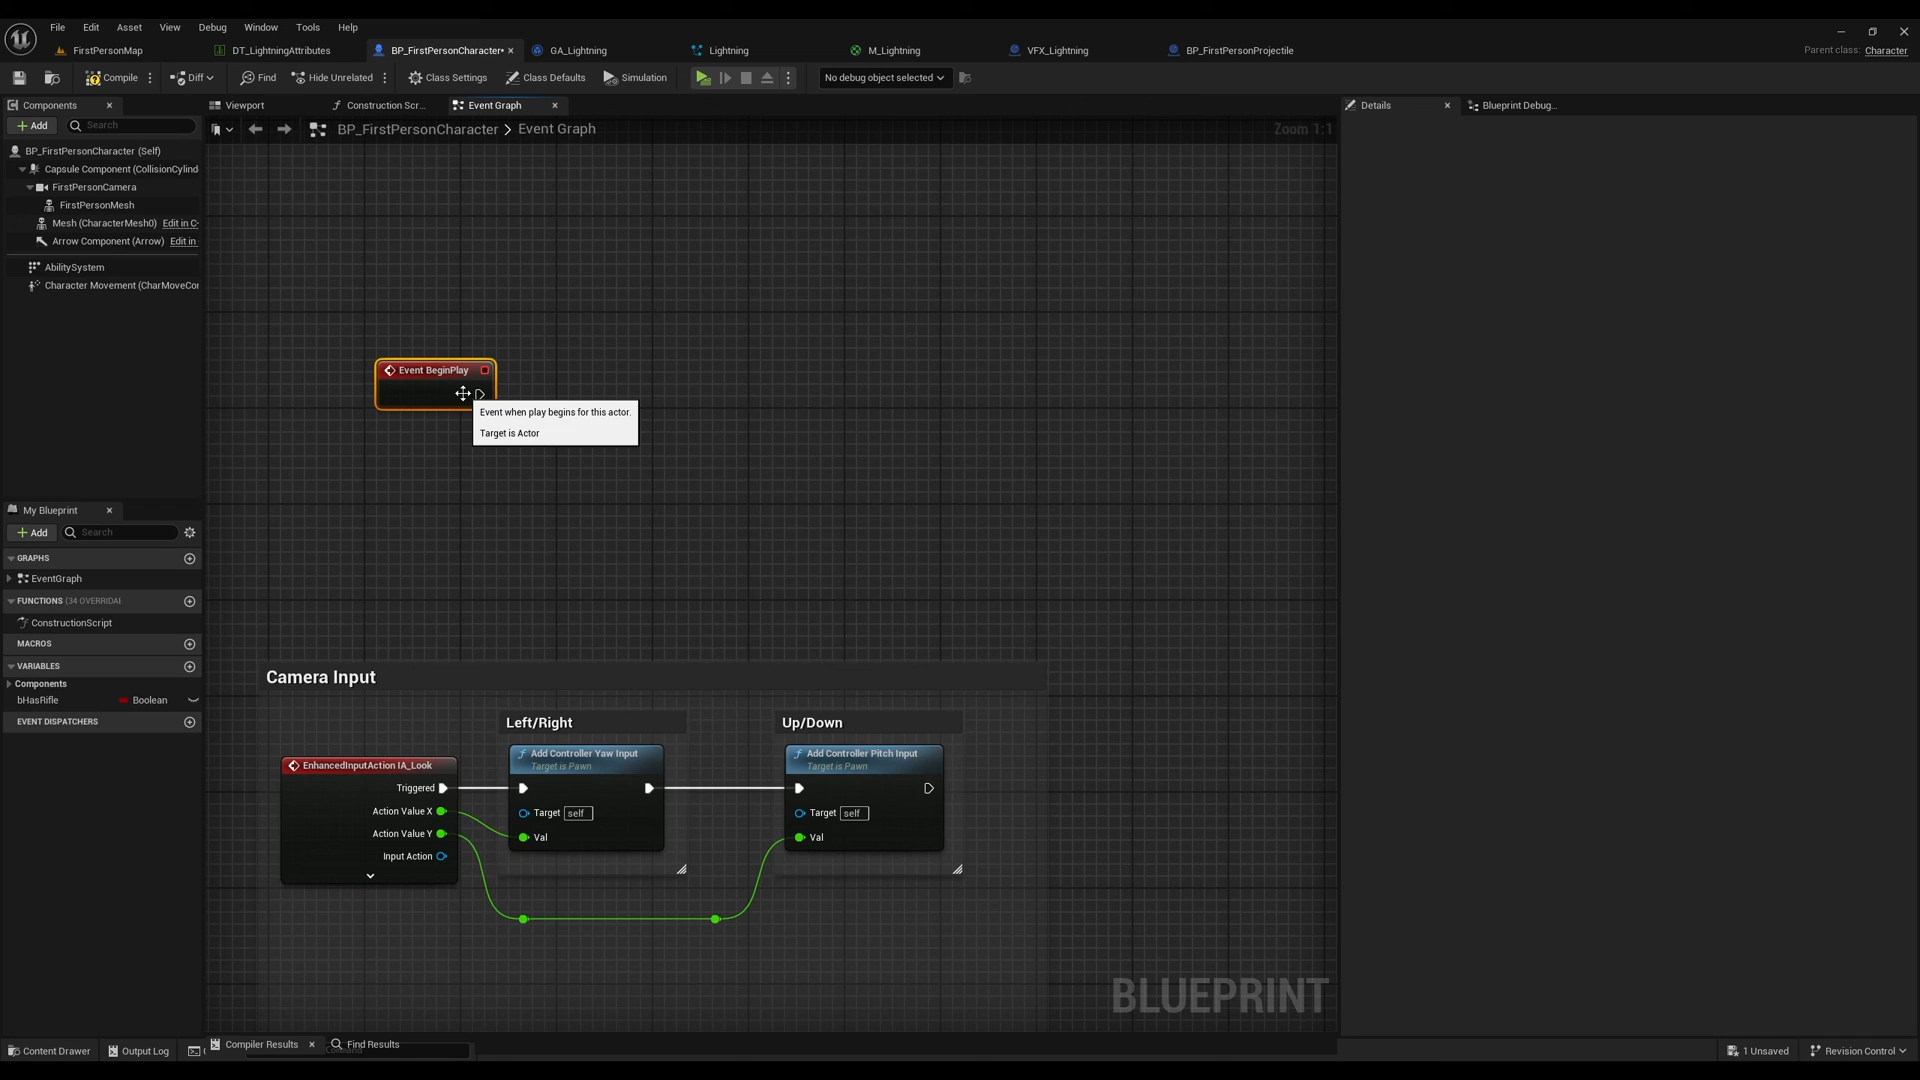 File Edit Asset View Debug Window Tools Help
FirstPersonMap DT_LightningAttributes BP_FirstPersonCharacter• GA_Lightning Lightning M_Lightning VFX_Lightning BP_FirstPersonProjectile Parent class: Character
Compile Diff Find Hide Unrelated Class Settings Class Defaults Simulation No debug object selected
Components Viewport Construction Scr... Event Graph Details Blueprint Debug...
Add Search BP_FirstPersonCharacter > Event Graph Zoom 1:1
BP_FirstPersonCharacter (Self)
Capsule Component (CollisionCylind
FirstPersonCamera
FirstPersonMesh
Mesh (CharacterMesh0) Edit in C+
Arrow Component (Arrow) Edit in
AbilitySystem
Character Movement (CharMoveCor
Event BeginPlay
Event when play begins for this actor.
Target is Actor
My Blueprint
Add Search
GRAPHS
EventGraph
FUNCTIONS (34 OVERRIDAE
ConstructionScript
MACROS
VARIABLES
Components
bHasRifle Boolean
EVENT DISPATCHERS
Camera Input
Left/Right Up/Down
EnhancedInputAction IA_Look
Triggered
Action Value X
Action Value Y
Input Action
Add Controller Yaw Input
Target is Pawn
Target self
Val
Add Controller Pitch Input
Target is Pawn
Target self
Val
BLUEPRINT
Compiler Results Find Results
Content Drawer Output Log 1 Unsaved Revision Control